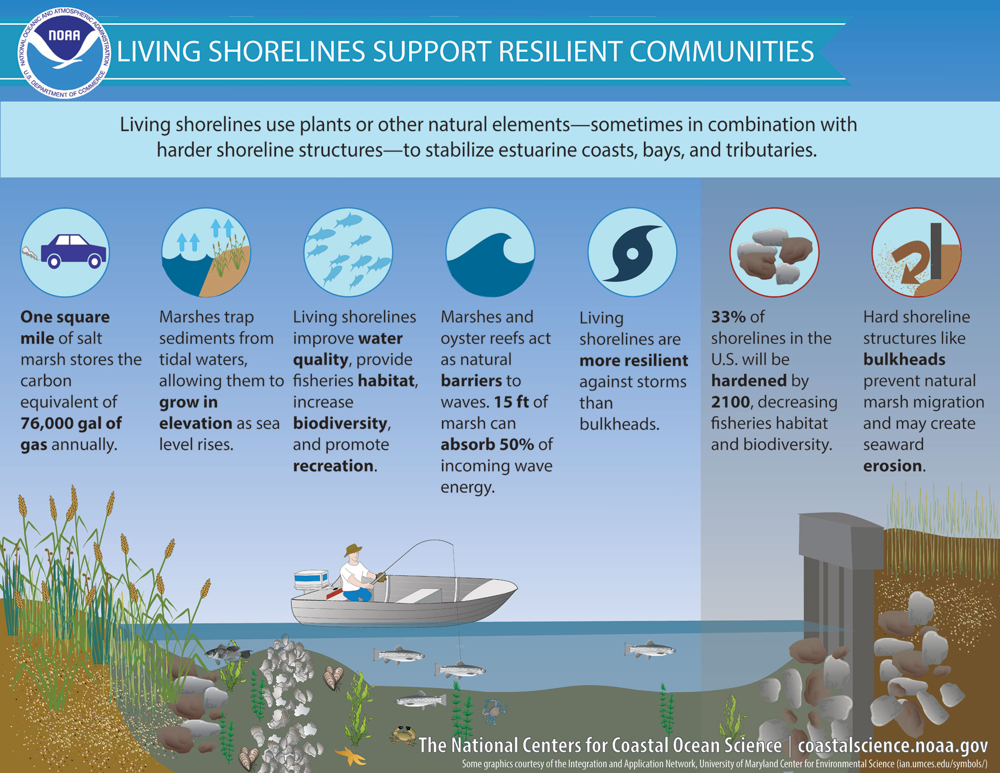 NATIONAL OCEANIC AND ATMOSPHERIC ADMINISTRATION
U.S. DEPARTMENT OF COMMERCE
NOAA
LIVING SHORELINES SUPPORT RESILIENT COMMUNITIES
Living shorelines use plants or other natural elements—sometimes in combination with
harder shoreline structures—to stabilize estuarine coasts, bays, and tributaries.
One square
mile of salt
marsh stores the
carbon
equivalent of
76,000 gal of
gas annually.
Marshes trap
sediments from
tidal waters,
allowing them to
grow in
elevation as sea
level rises.
Living shorelines
improve water
quality, provide
fisheries habitat,
increase
biodiversity,
and promote
recreation.
Marshes and
oyster reefs act
as natural
barriers to
waves. 15 ft of
marsh can
absorb 50% of
incoming wave
energy.
Living
shorelines are
more resilient
against storms
than
bulkheads.
33% of
shorelines in the
U.S. will be
hardened by
2100, decreasing
fisheries habitat
and biodiversity.
Hard shoreline
structures like
bulkheads
prevent natural
marsh migration
and may create
seaward
erosion.
The National Centers for Coastal Ocean Science | coastalscience.noaa.gov
Some graphics courtesy of the Integration and Application Network, University of Maryland Center for Environmental Science (ian.umces.edu/symbols/)